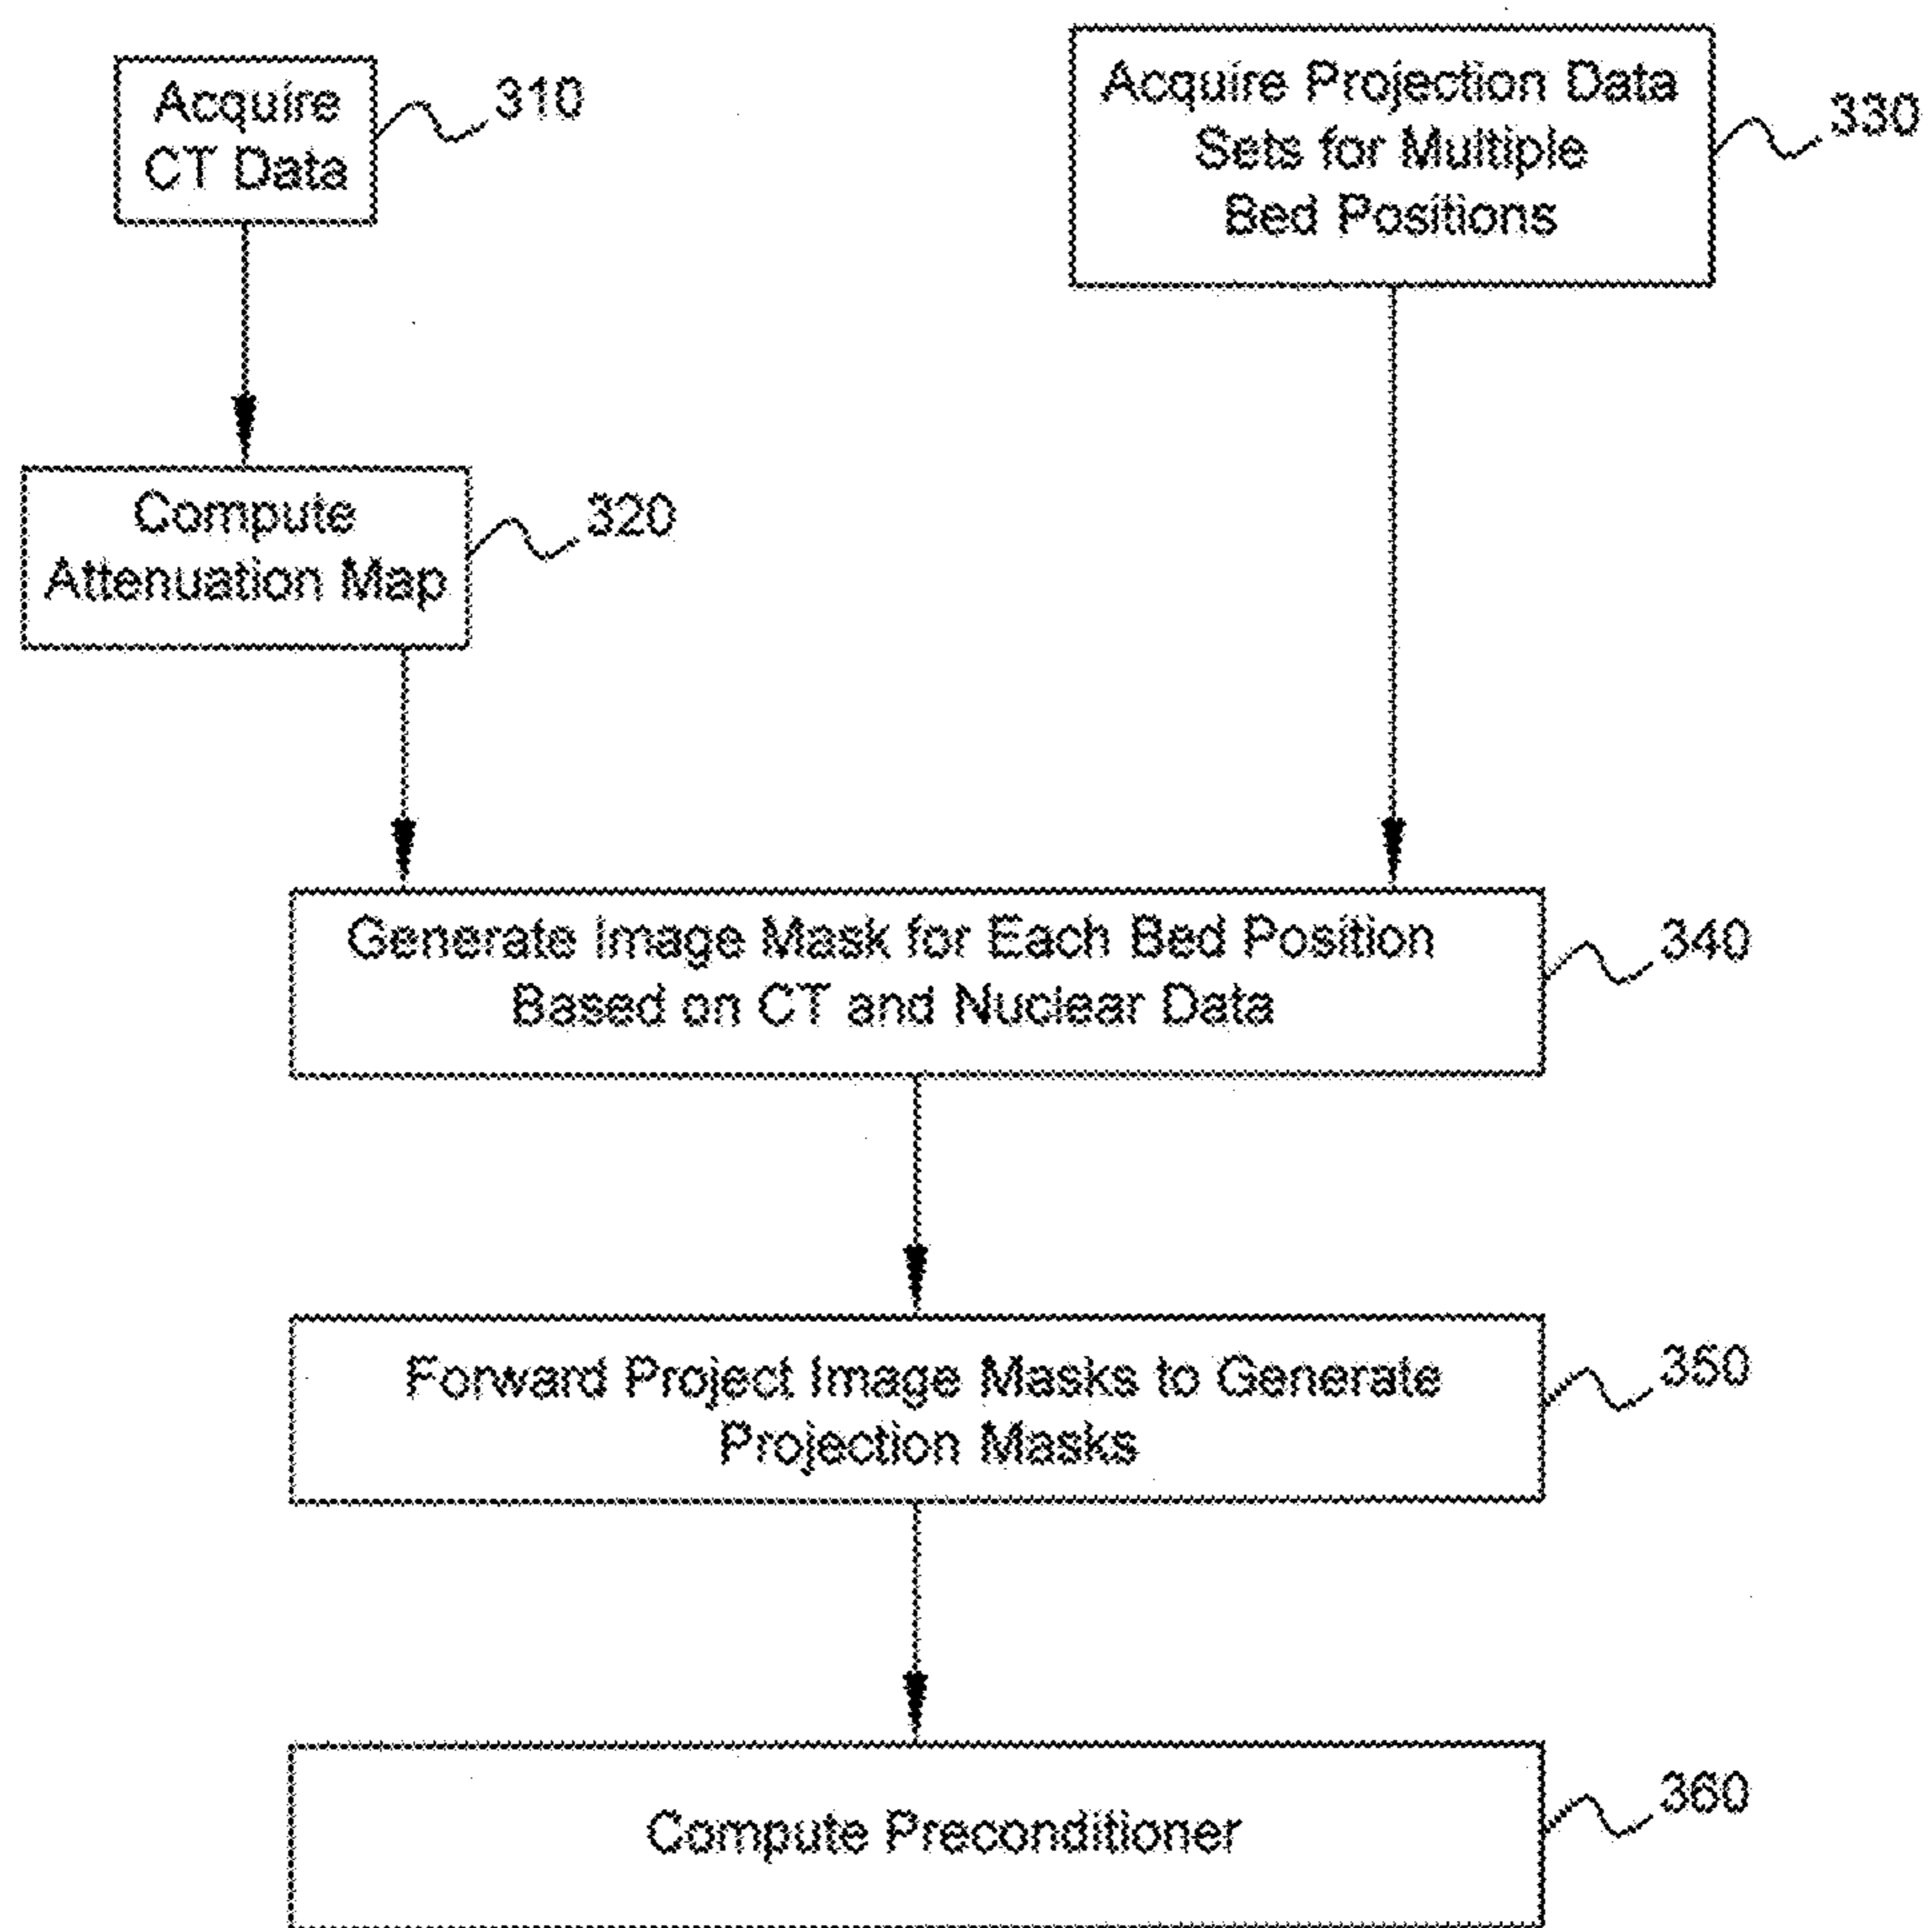 Acquire
CT Data
310
Acquire Projection Data
Sets for Multiple
Bed Positions
330
Compute
Attenuation Map
320
Generate Image Mask for Each Bed Position
Based on CT and Nuclear Data
340
Forward Project Image Masks to Generate
Projection Masks
350
Compute Preconditioner
360